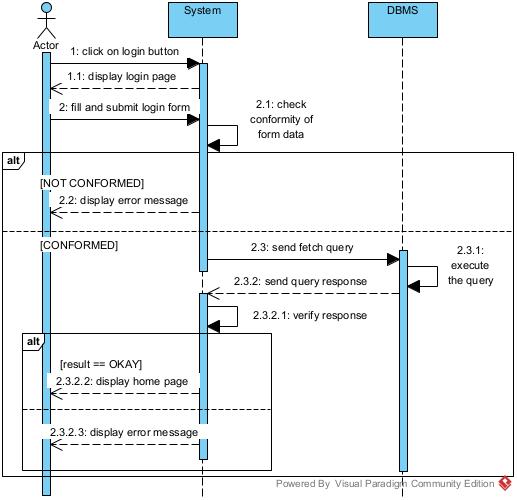 System
DBMS
Actor
1: click on login button
1.1: display login page
2: fill and submit login form
2.1: check
conformity of
form data
alt
[NOT CONFORMED]
2.2: display error message
[CONFORMED]
2.3: send fetch query
2.3.1:
execute
the query
2.3.2: send query response
2.3.2.1: verify response
alt
[result == OKAY]
2.3.2.2: display home page
2.3.2.3: display error message
Powered By Visual Paradigm Community Edition